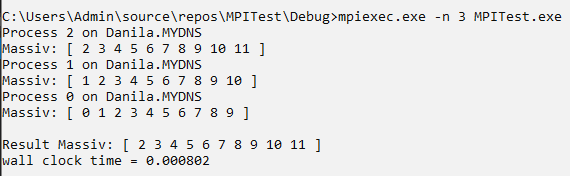 C:\Users\Admin\source\repos\MPITest\Debug>mpiexec.exe -n 3 MPITest.exe
Process 2 on Danila.MYDNS
Massiv: [ 2 3 4 5 6 7 8 9 10 11 ]
Process 1 on Danila.MYDNS
Massiv: [ 1 2 3 4 5 6 7 8 9 10 ]
Process 0 on Danila.MYDNS
Massiv: [ 0 1 2 3 4 5 6 7 8 9 ]
Result Massiv: [ 2 3 4 5 6 7 8 9 10 11 ]
wall clock time = 0.000802